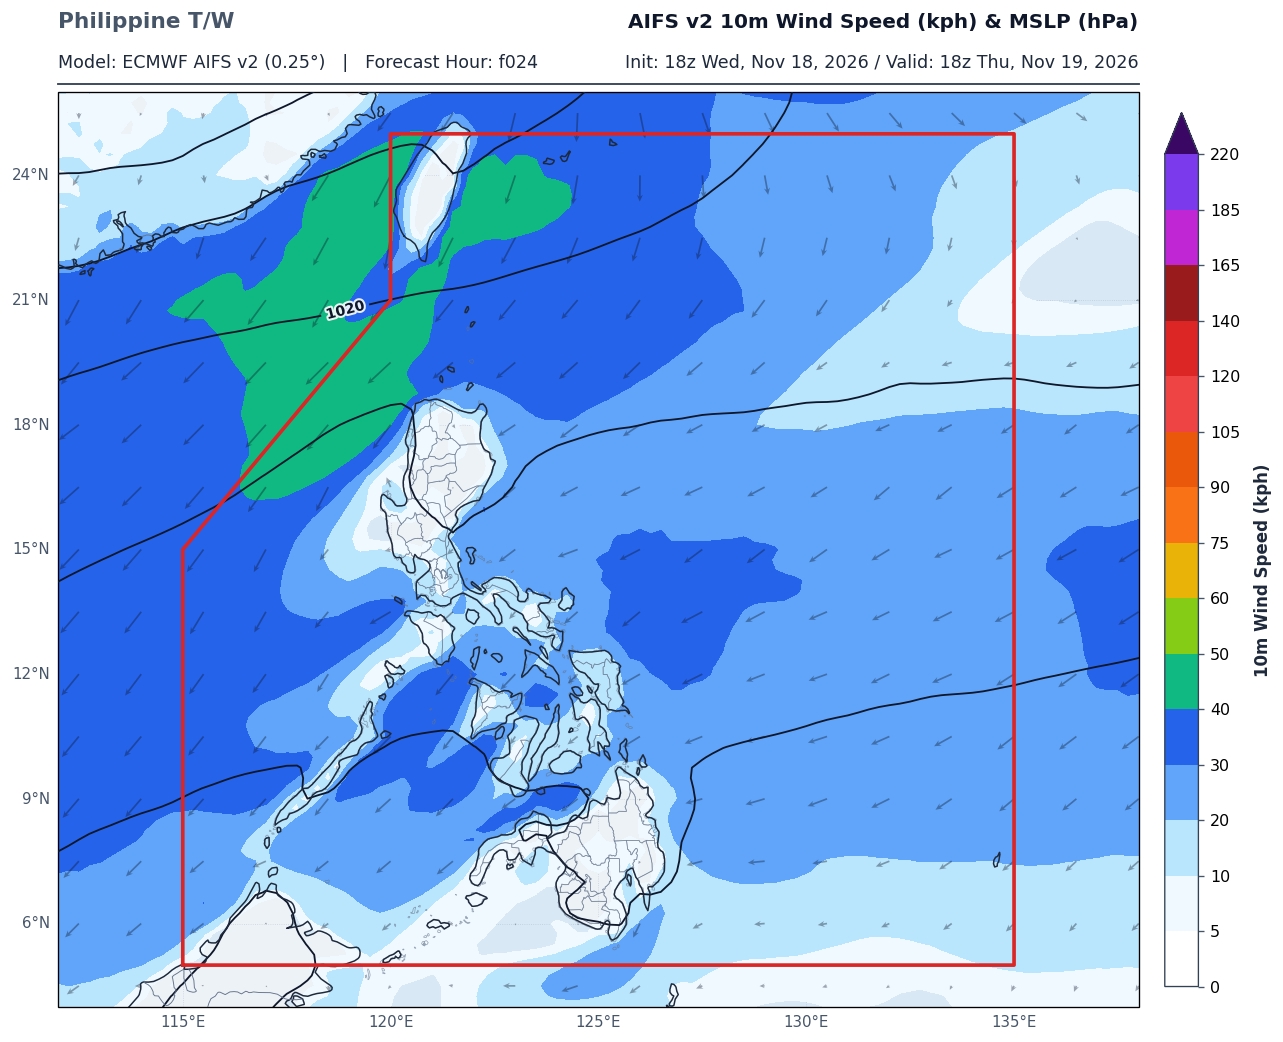 Philippine T/W
AIFS v2 10m Wind Speed (kph) & MSLP (hPa)
Model: ECMWF AIFS v2 (0.25°) | Forecast Hour: f024
Init: 18z Wed, Nov 18, 2026 / Valid: 18z Thu, Nov 19, 2026
24°N
21°N
18°N
15°N
12°N
9°N
6°N
1020
115°E
120°E
125°E
130°E
135°E
220
185
165
140
120
105
90
75
60
50
40
30
20
10
5
0
10m Wind Speed (kph)